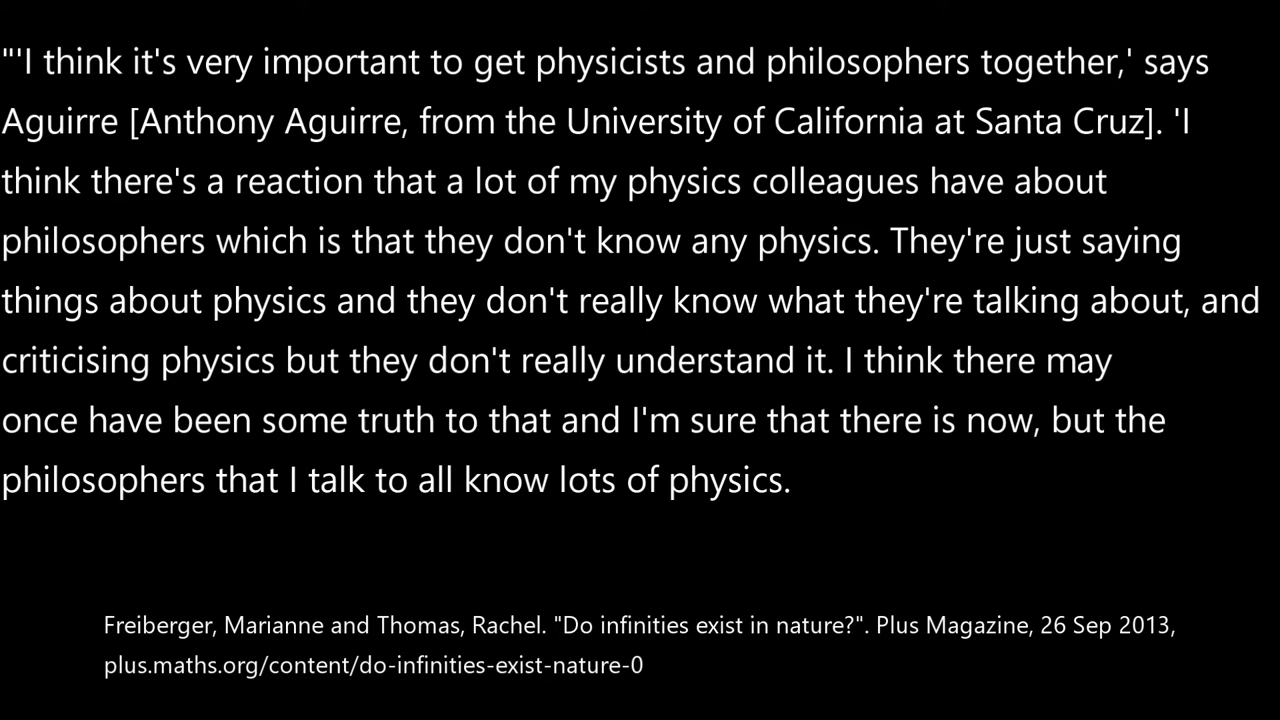 "'I think it's very important to get physicists and philosophers together,' says
Aguirre [Anthony Aguirre, from the University of California at Santa Cruz]. 'I
think there's a reaction that a lot of my physics colleagues have about
philosophers which is that they don't know any physics. They're just saying
things about physics and they don't really know what they're talking about, and
criticising physics but they don't really understand it. I think there may
once have been some truth to that and I'm sure that there is now, but the
philosophers that I talk to all know lots of physics.
Freiberger, Marianne and Thomas, Rachel. "Do infinities exist in nature?". Plus Magazine, 26 Sep 2013,
plus.maths.org/content/do-infinities-exist-nature-0